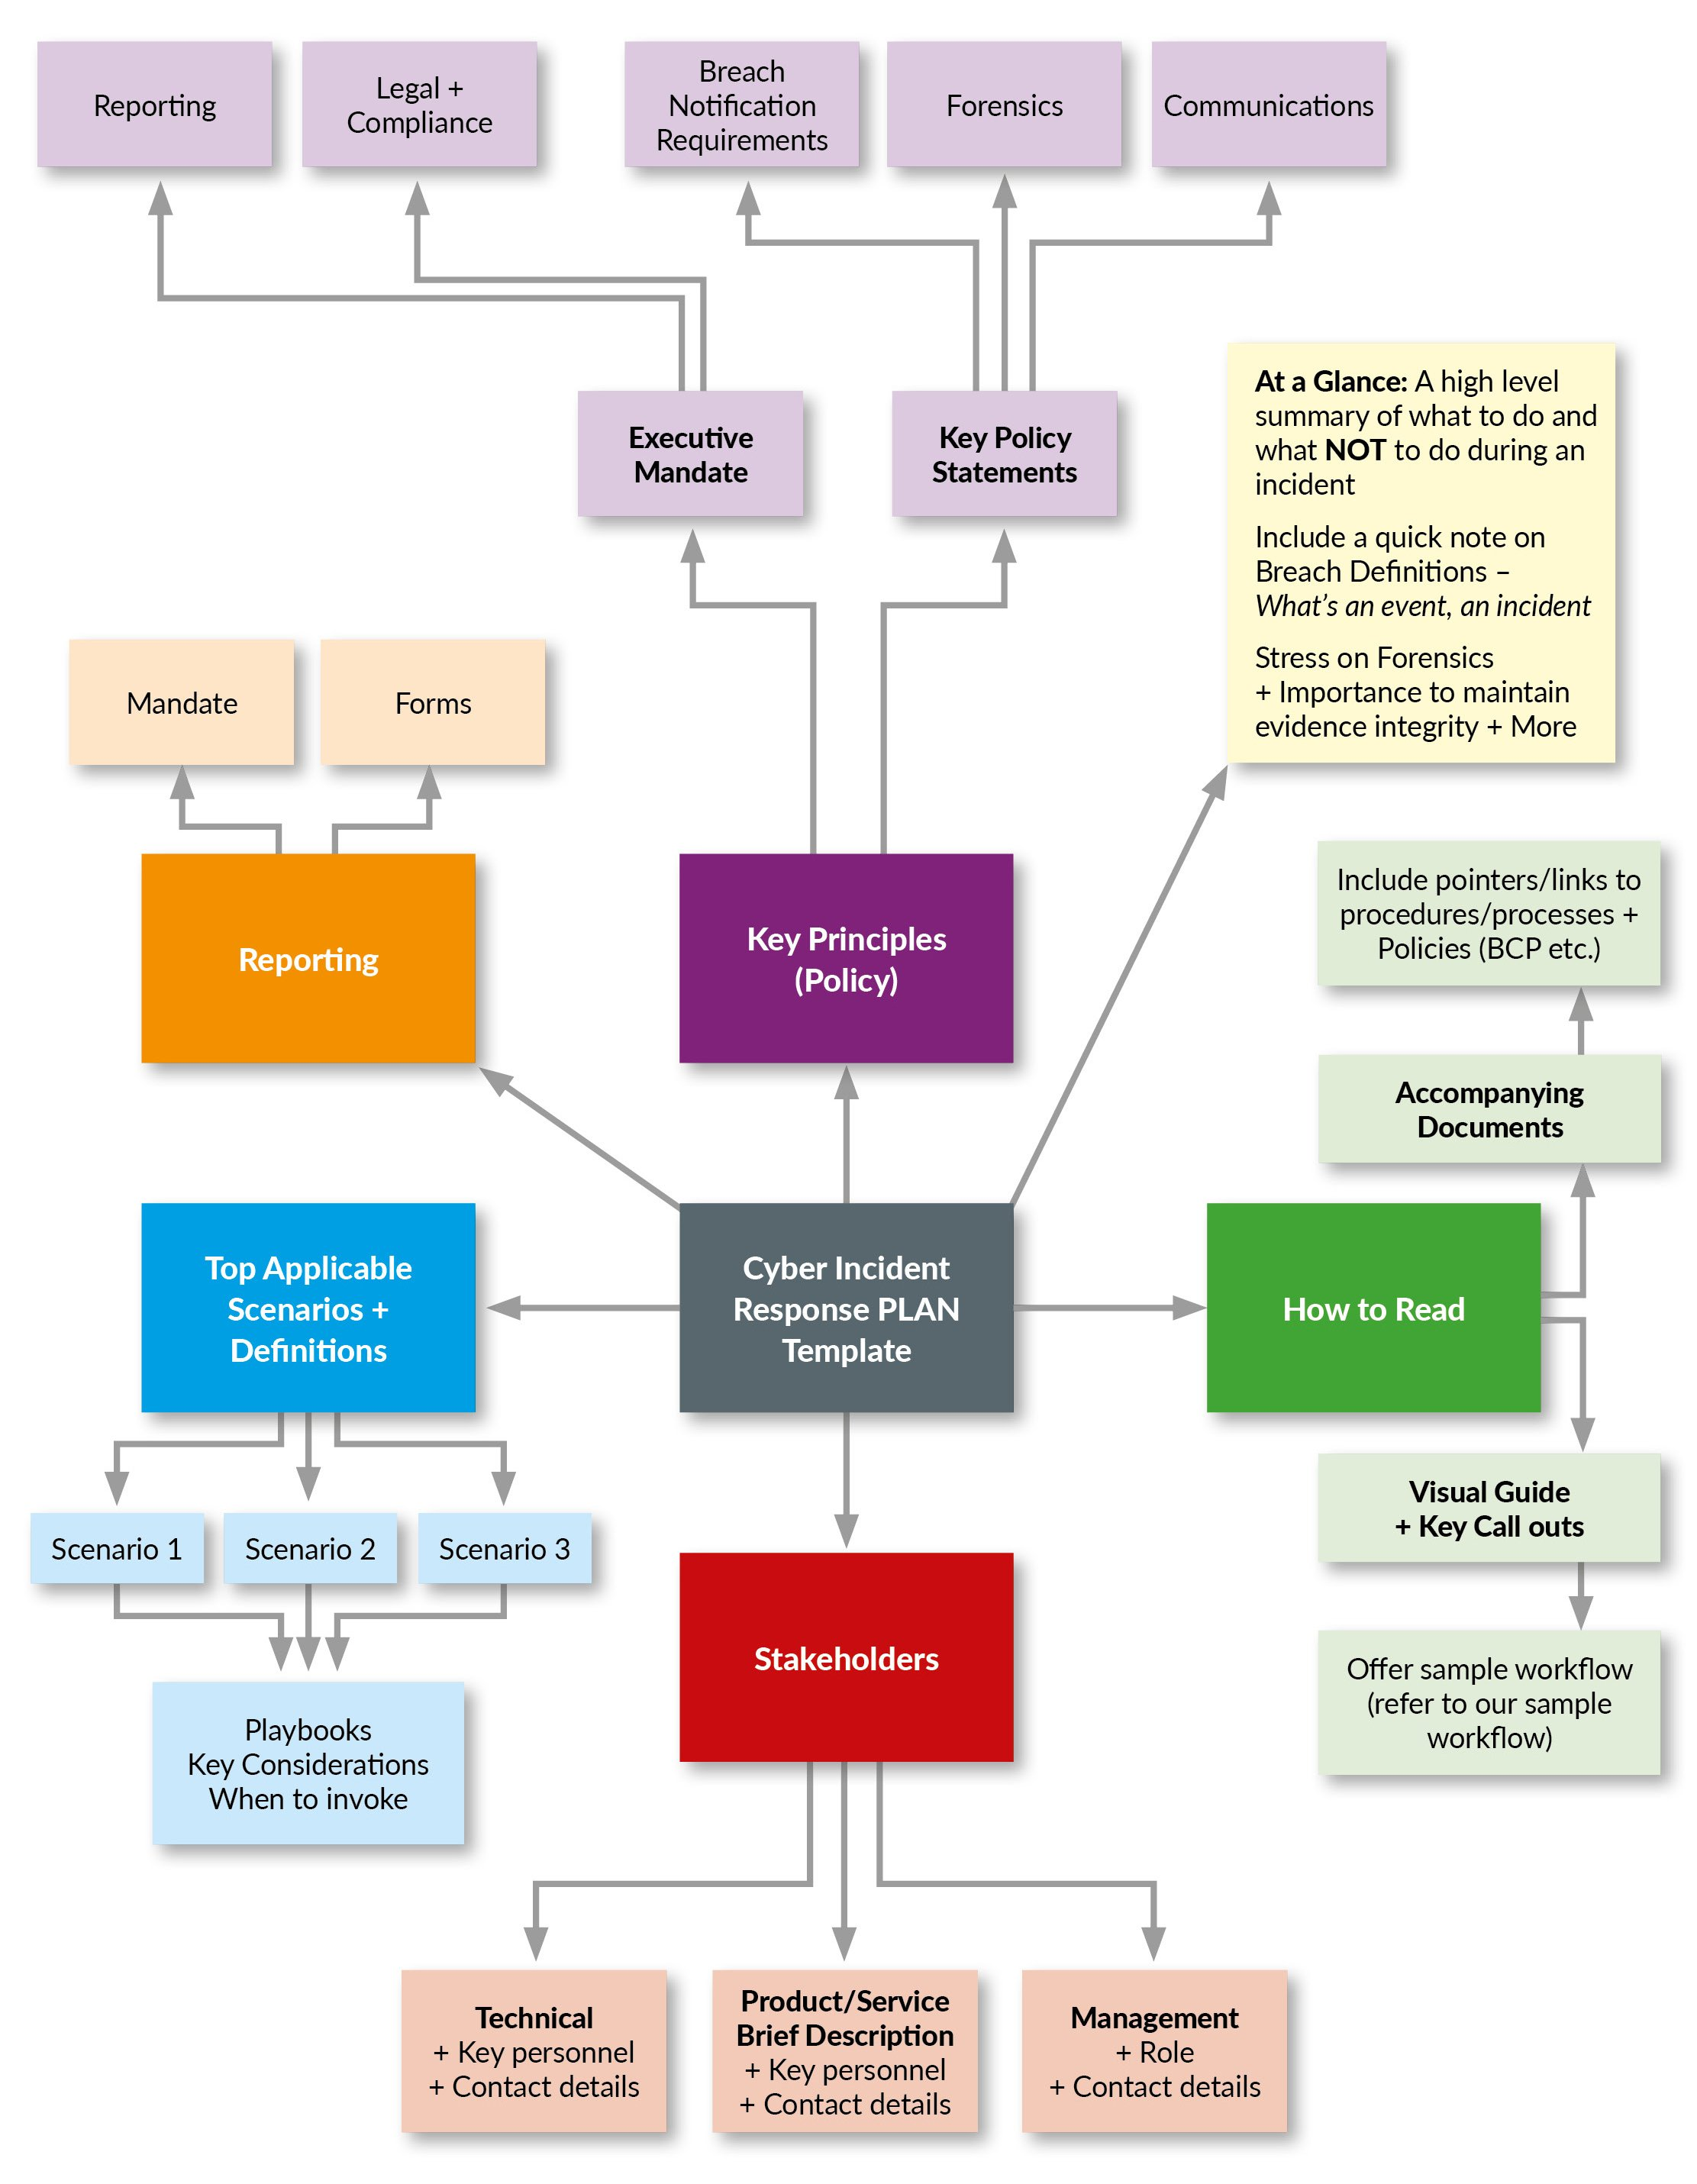 Reporting
Legal +
Compliance
Breach
Notification
Requirements
Forensics
Communications
Executive
Mandate
Key Policy
Statements
At a Glance: A high level
summary of what to do and
what NOT to do during an
incident
Include a quick note on
Breach Definitions –
What’s an event, an incident
Stress on Forensics
+ Importance to maintain
evidence integrity + More
Mandate
Forms
Reporting
Key Principles
(Policy)
Include pointers/links to
procedures/processes +
Policies (BCP etc.)
Accompanying
Documents
Top Applicable
Scenarios +
Definitions
Cyber Incident
Response PLAN
Template
How to Read
Scenario 1
Scenario 2
Scenario 3
Visual Guide
+ Key Call outs
Playbooks
Key Considerations
When to invoke
Stakeholders
Offer sample workflow
(refer to our sample
workflow)
Technical
+ Key personnel
+ Contact details
Product/Service
Brief Description
+ Key personnel
+ Contact details
Management
+ Role
+ Contact details